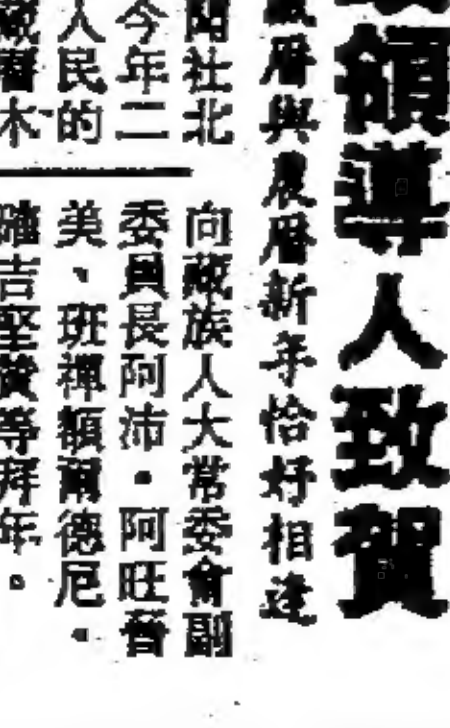 領導人致賀
曆與農曆新年恰好相逢
聞社北
今年二
人民的
藏曆木
向藏族人大常委會副
委員長阿沛·阿旺晉
美、班禪額爾德尼·
確吉堅贊等拜年。